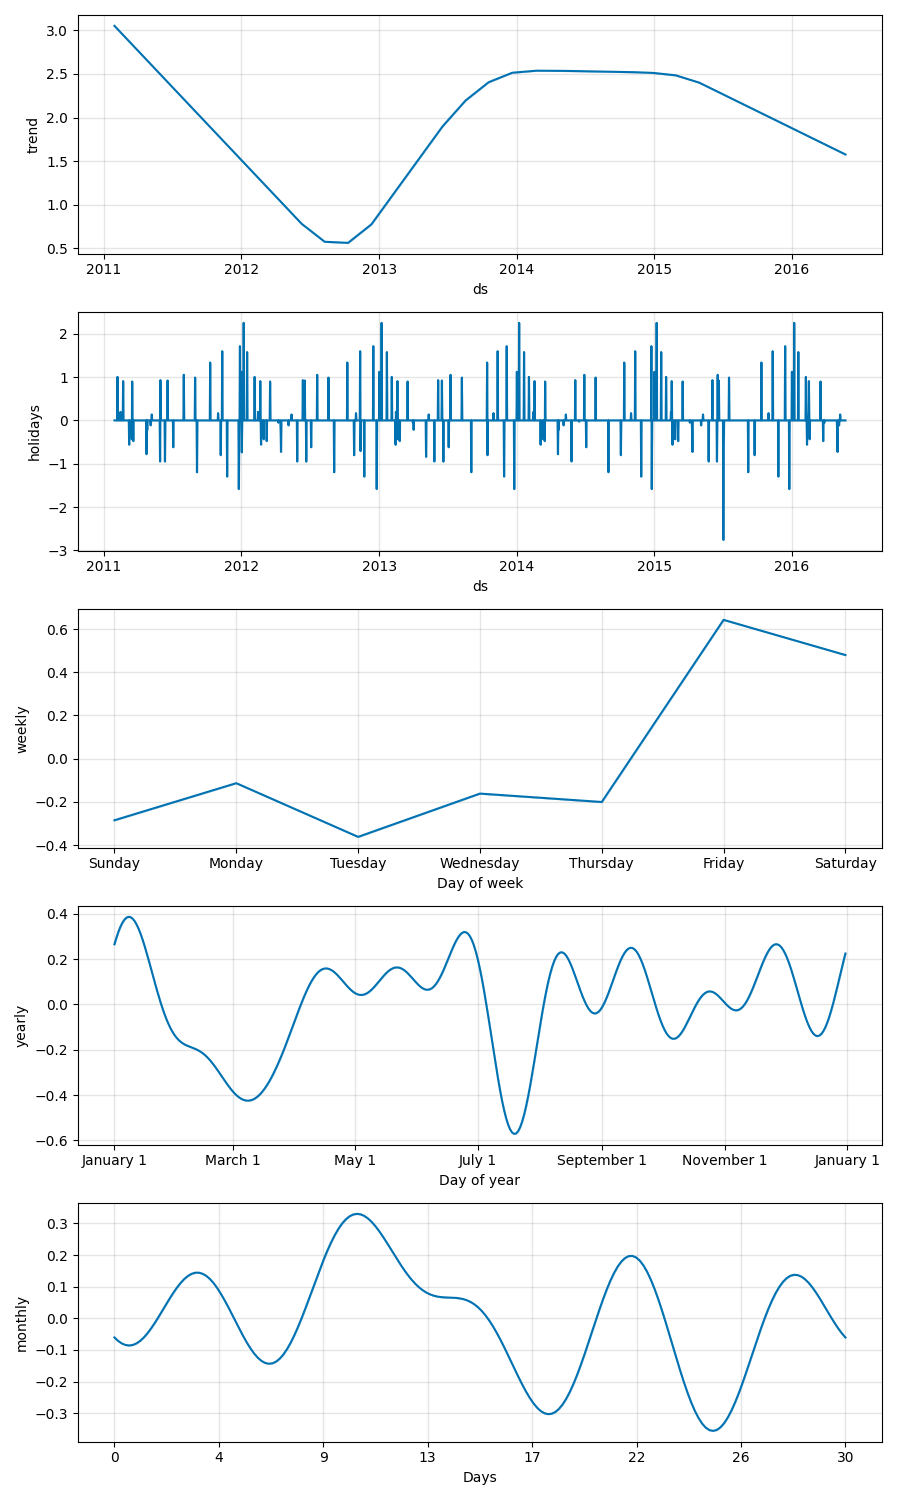 3.0
2.5
2.0
1.5
1.0
0.5
trend
2011 2012 2013 2014 2015 2016
ds
2
1
0
−1
−2
−3
holidays
2011 2012 2013 2014 2015 2016
ds
0.6
0.4
0.2
0.0
−0.2
−0.4
weekly
Sunday Monday Tuesday Wednesday Thursday Friday Saturday
Day of week
0.4
0.2
0.0
−0.2
−0.4
−0.6
yearly
January 1 March 1 May 1 July 1 September 1 November 1 January 1
Day of year
0.3
0.2
0.1
0.0
−0.1
−0.2
−0.3
monthly
0 4 9 13 17 22 26 30
Days